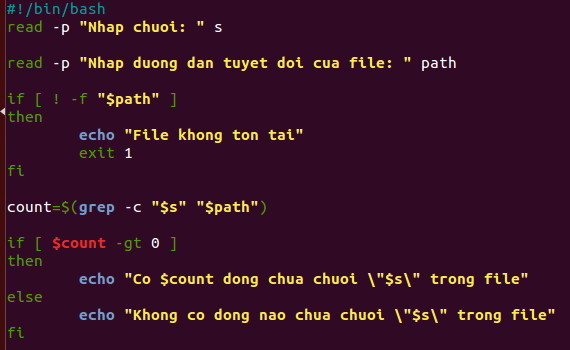 #!/bin/bash
read -p "Nhap chuoi: " s
read -p "Nhap duong dan tuyet doi cua file: " path
if [ ! -f "$path" ]
then
        echo "File khong ton tai"
        exit 1
fi
count=$(grep -c "$s" "$path")
if [ $count -gt 0 ]
then
        echo "Co $count dong chua chuoi \"$s\" trong file"
else
        echo "Khong co dong nao chua chuoi \"$s\" trong file"
fi